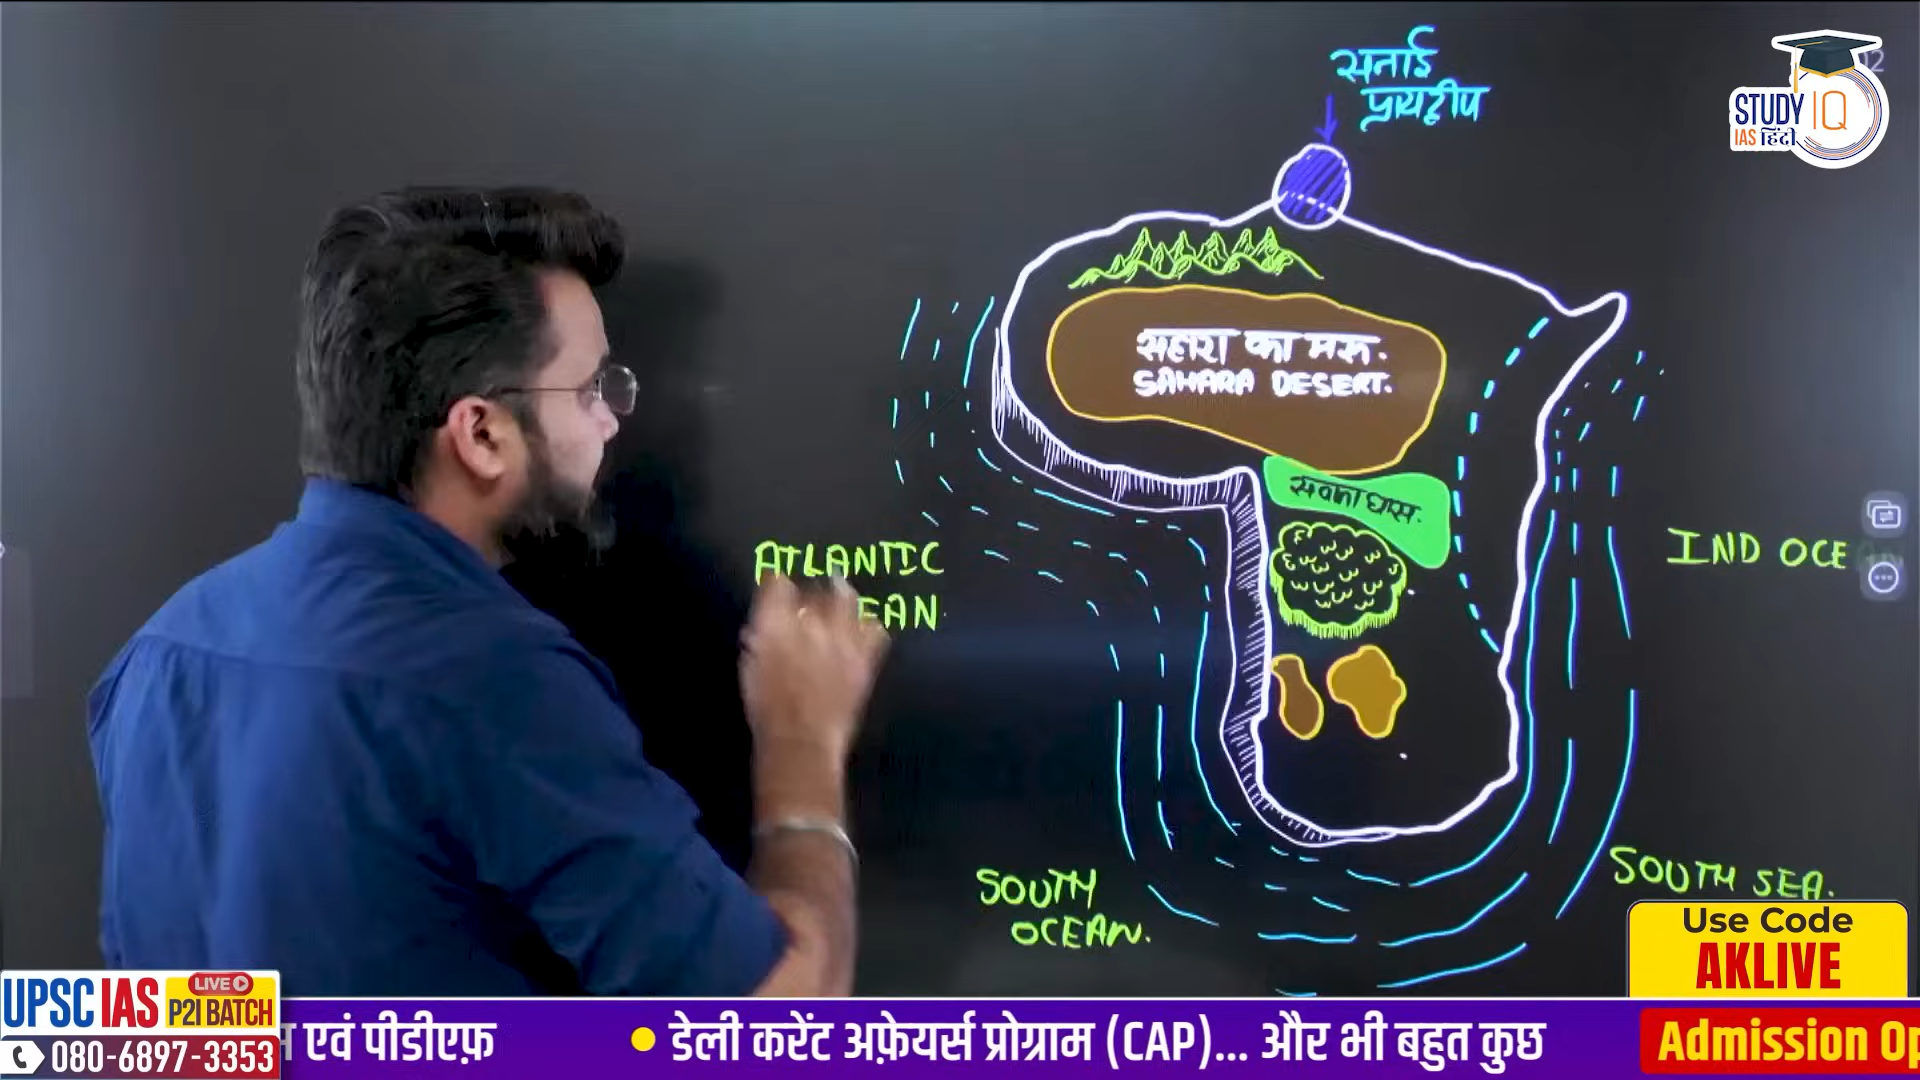 सनाई
प्रायद्वीप
STUDY IQ
IAS हिंदी
सहारा का मरु.
SAHARA DESERT.
सवाना घास.
ATLANTIC
EAN.
IND OCE
SOUTH
OCEAN.
SOUTH SEA.
Use Code
AKLIVE
UPSC IAS
LIVE
P2I BATCH
080-6897-3353
एवं पीडीएफ़
डेली करेंट अफ़ेयर्स प्रोग्राम (CAP)... और भी बहुत कुछ
Admission Op